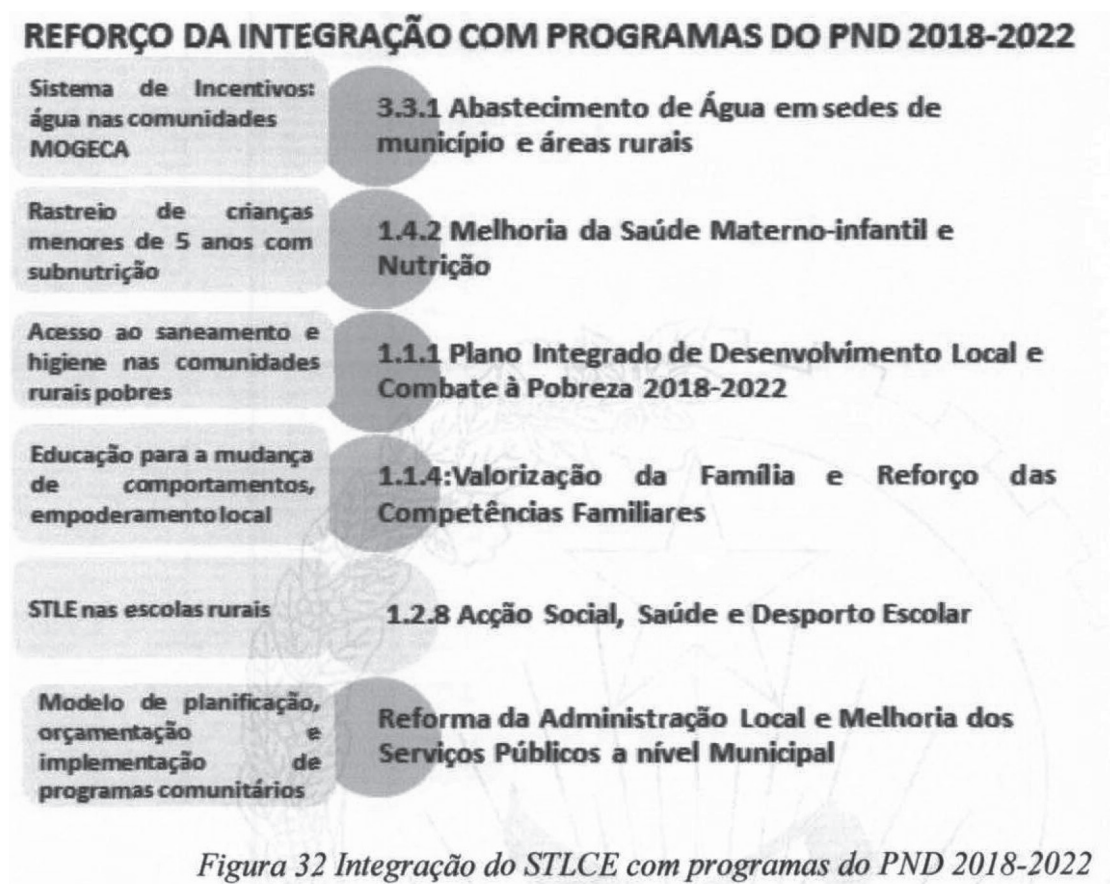 REFORÇO DA INTEGRAÇÃO COM PROGRAMAS DO PND 2018-2022
Sistema de Incentivos:
água nas comunidades
MOGECA
3.3.1 Abastecimento de Água em sedes de
município e áreas rurais
Rastreio de crianças
menores de 5 anos com
subnutrição
1.4.2 Melhoria da Saúde Materno-infantil e
Nutrição
Acesso ao saneamento e
higiene nas comunidades
rurais pobres
1.1.1 Plano Integrado de Desenvolvimento Local e
Combate à Pobreza 2018-2022
Educação para a mudança
de comportamentos,
empoderamento local
1.1.4:Valorização da Família e Reforço das
Competências Familiares
STLE nas escolas rurais
1.2.8 Acção Social, Saúde e Desporto Escolar
Modelo de planificação,
orçamentação e
implementação de
programas comunitários
Reforma da Administração Local e Melhoria dos
Serviços Públicos a nível Municipal
Figura 32 Integração do STLCE com programas do PND 2018-2022